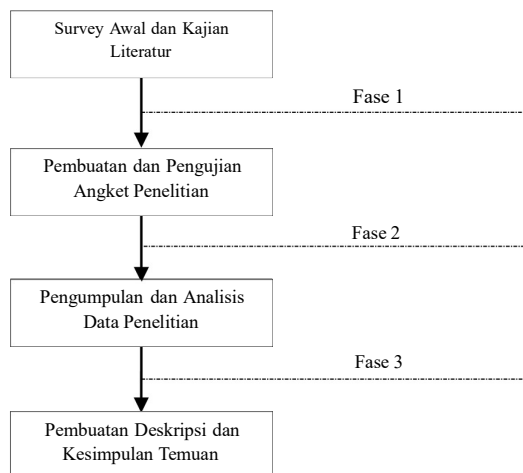 Survey Awal dan Kajian
Literatur
Fase 1
Pembuatan dan Pengujian
Angket Penelitian
Fase 2
Pengumpulan dan Analisis
Data Penelitian
Fase 3
Pembuatan Deskripsi dan
Kesimpulan Temuan